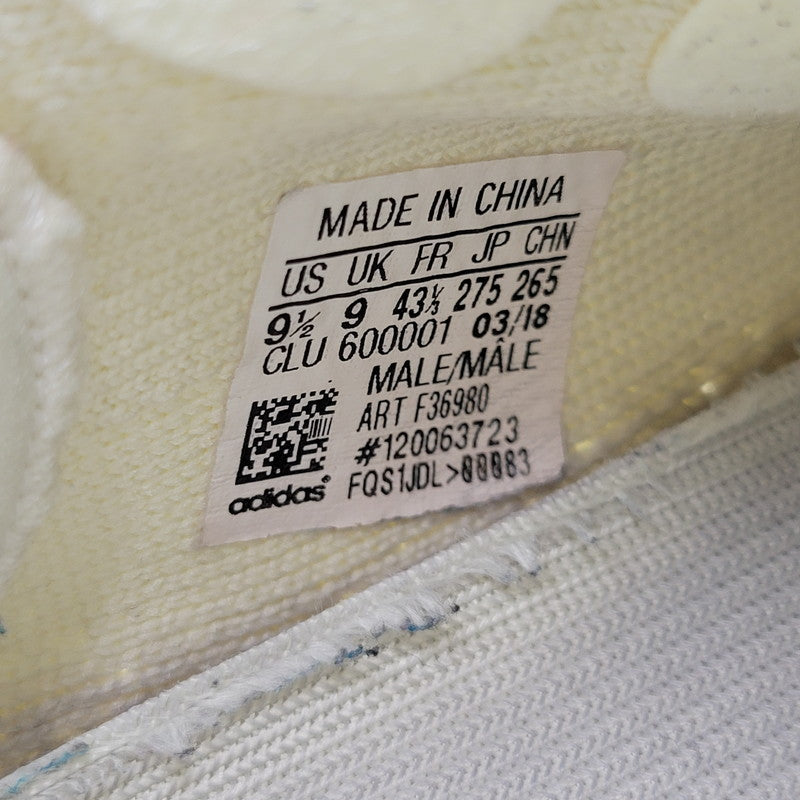 MADE IN CHINA
US UK FR JP CHN
9½ 9 43⅓ 275 265
CLU 600001 03/18
MALE/MÂLE
ART F36980
#120063723
FQS1JDL>00083
adidas®